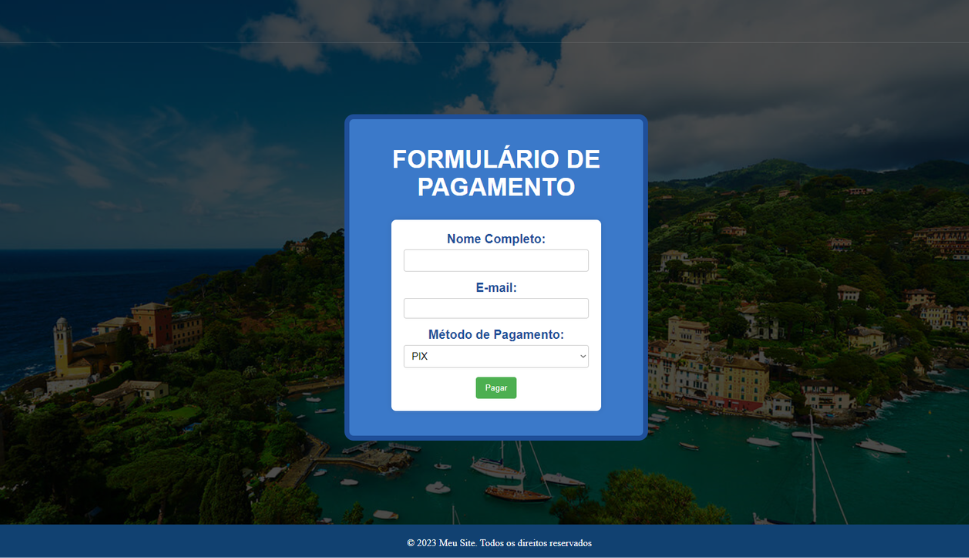 FORMULÁRIO DE
PAGAMENTO
Nome Completo:
E-mail:
Método de Pagamento:
PIX
Pagar
© 2023 Meu Site. Todos os direitos reservados